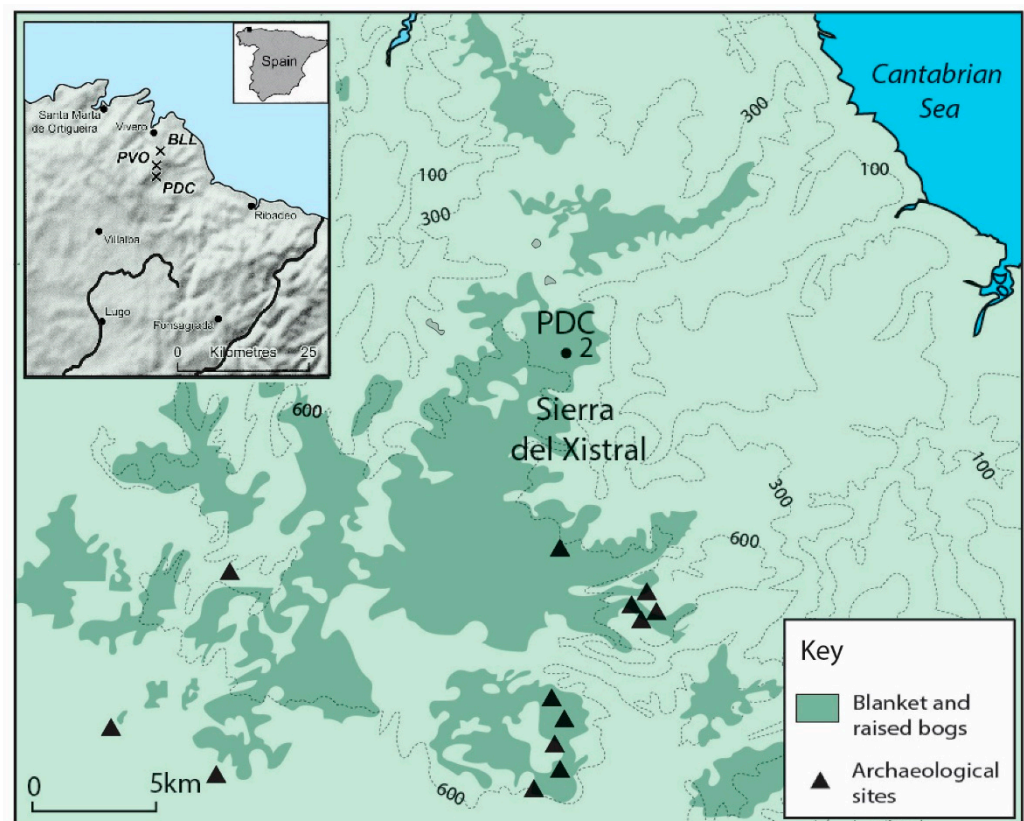 Spain
Santa Marta
de Ortigueira
Vivero
BLL
PVO
PDC
Ribadeo
Villalba
Lugo
Fonsagrada
0 Kilometres 25
Cantabrian
Sea
300
100
100
300
PDC
2
600
Sierra
del Xistral
100
300
600
600
0 5km
Key
Blanket and
raised bogs
Archaeological
sites